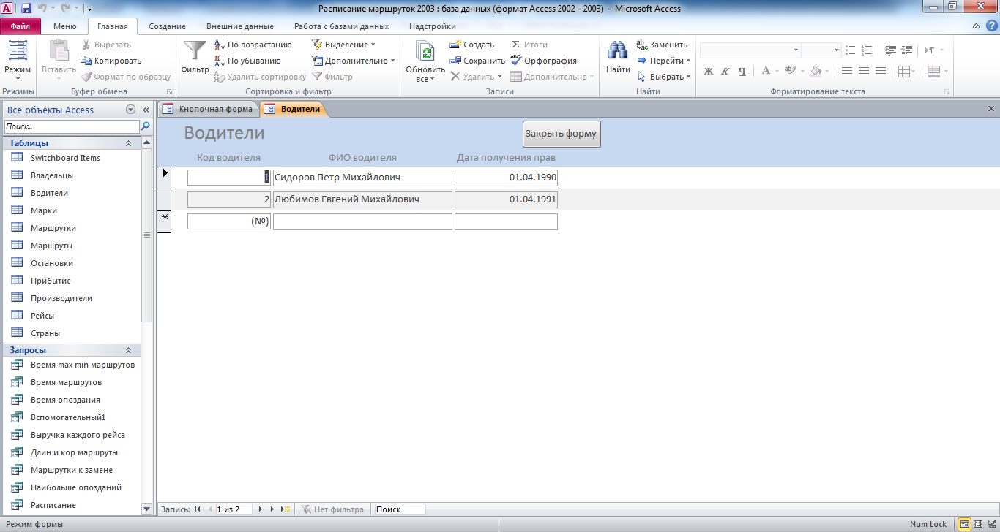 Расписание маршруток 2003 : база данных (формат Access 2002 - 2003) - Microsoft Access
Файл Меню Главная Создание Внешние данные Работа с базами данных Надстройки
Режим
Режимы
Вставить
Вырезать
Копировать
Формат по образцу
Буфер обмена
Фильтр
По возрастанию
По убыванию
Удалить сортировку
Выделение
Дополнительно
Фильтр
Сортировка и фильтр
Обновить
все
Создать
Сохранить
Удалить
Итоги
Орфография
Дополнительно
Записи
Найти
Заменить
Перейти
Выбрать
Найти
Ж К Ч А
Форматирование текста
Все объекты Access
Поиск...
Таблицы
Switchboard Items
Владельцы
Водители
Марки
Маршрутки
Маршруты
Остановки
Прибытие
Производители
Рейсы
Страны
Запросы
Время max min маршрутов
Время маршрутов
Время опоздания
Вспомогательный1
Выручка каждого рейса
Длин и кор маршруты
Маршрутки к замене
Наибольше опозданий
Расписание
Кнопочная форма Водители
Водители
Закрыть форму
Код водителя ФИО водителя Дата получения прав
1 Сидоров Петр Михайлович 01.04.1990
2 Любимов Евгений Михайлович 01.04.1991
(№)
Запись: 1 из 2 Нет фильтра Поиск
Режим формы Num Lock